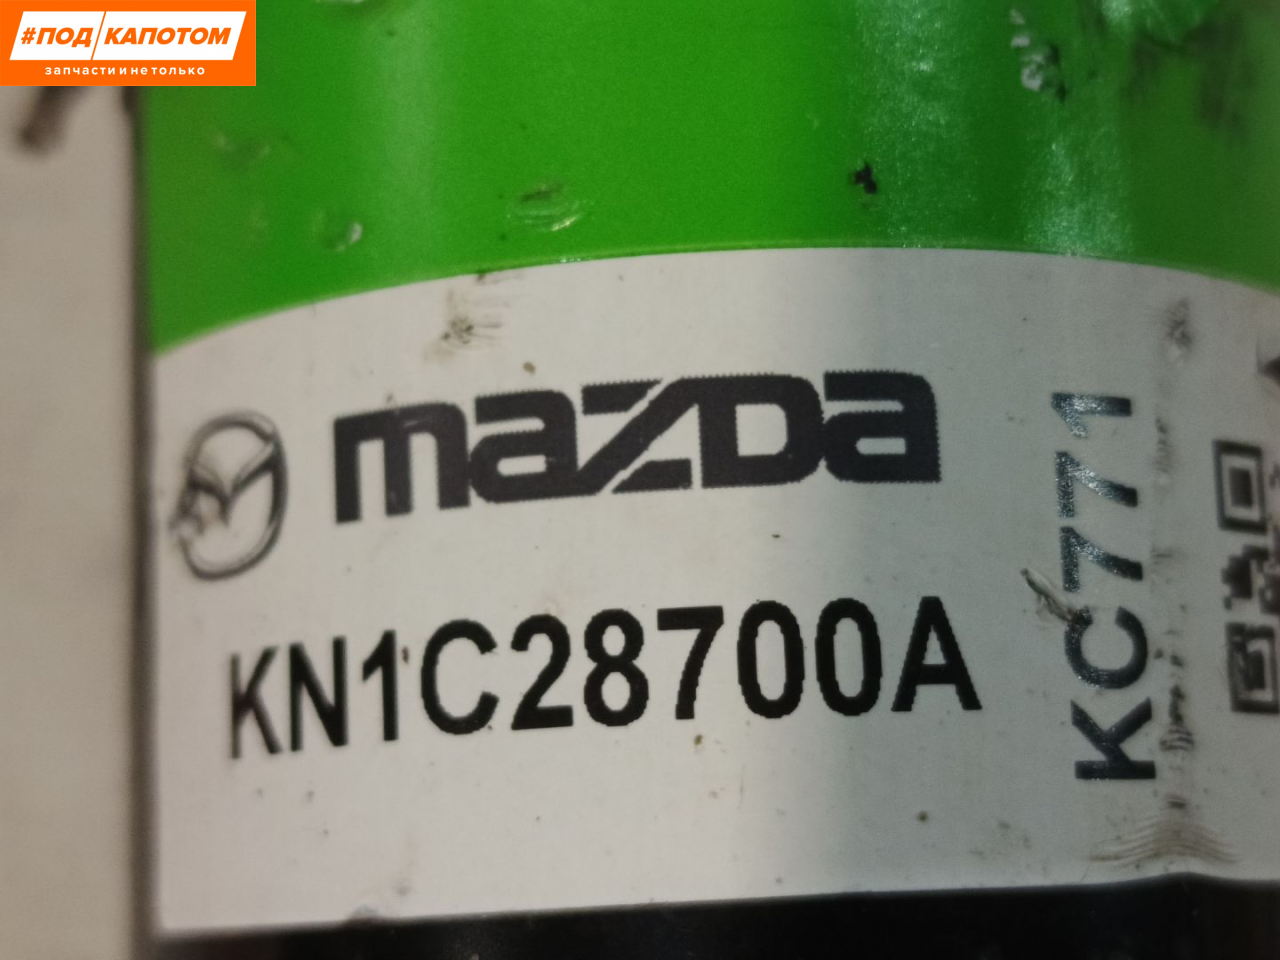 #ПОД/КАПОТОМ
запчасти и не только
mazda
KN1C28700A
KC771